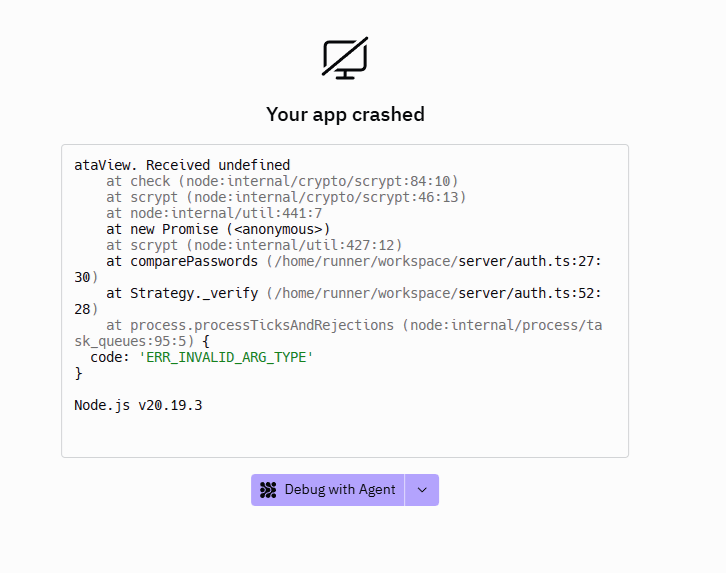 Your app crashed
ataView. Received undefined
    at check (node:internal/crypto/scrypt:84:10)
    at scrypt (node:internal/crypto/scrypt:46:13)
    at node:internal/util:441:7
    at new Promise (<anonymous>)
    at scrypt (node:internal/util:427:12)
    at comparePasswords (/home/runner/workspace/server/auth.ts:27:
30)
    at Strategy._verify (/home/runner/workspace/server/auth.ts:52:
28)
    at process.processTicksAndRejections (node:internal/process/ta
sk_queues:95:5) {
  code: 'ERR_INVALID_ARG_TYPE'
}

Node.js v20.19.3
Debug with Agent